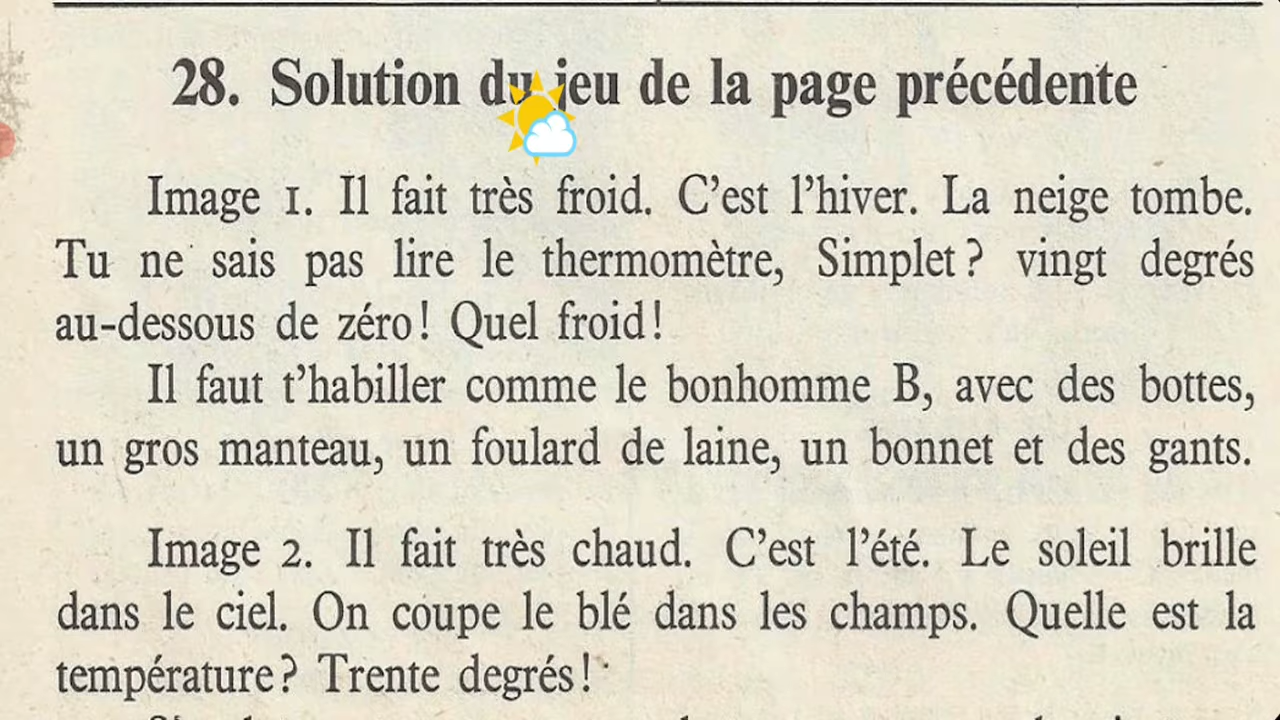 28. Solution du jeu de la page précédente
Image 1. Il fait très froid. C'est l'hiver. La neige tombe.
Tu ne sais pas lire le thermomètre, Simplet ? vingt degrés
au-dessous de zéro ! Quel froid !
Il faut t'habiller comme le bonhomme B, avec des bottes,
un gros manteau, un foulard de laine, un bonnet et des gants.
Image 2. Il fait très chaud. C'est l'été. Le soleil brille
dans le ciel. On coupe le blé dans les champs. Quelle est la
température ? Trente degrés !